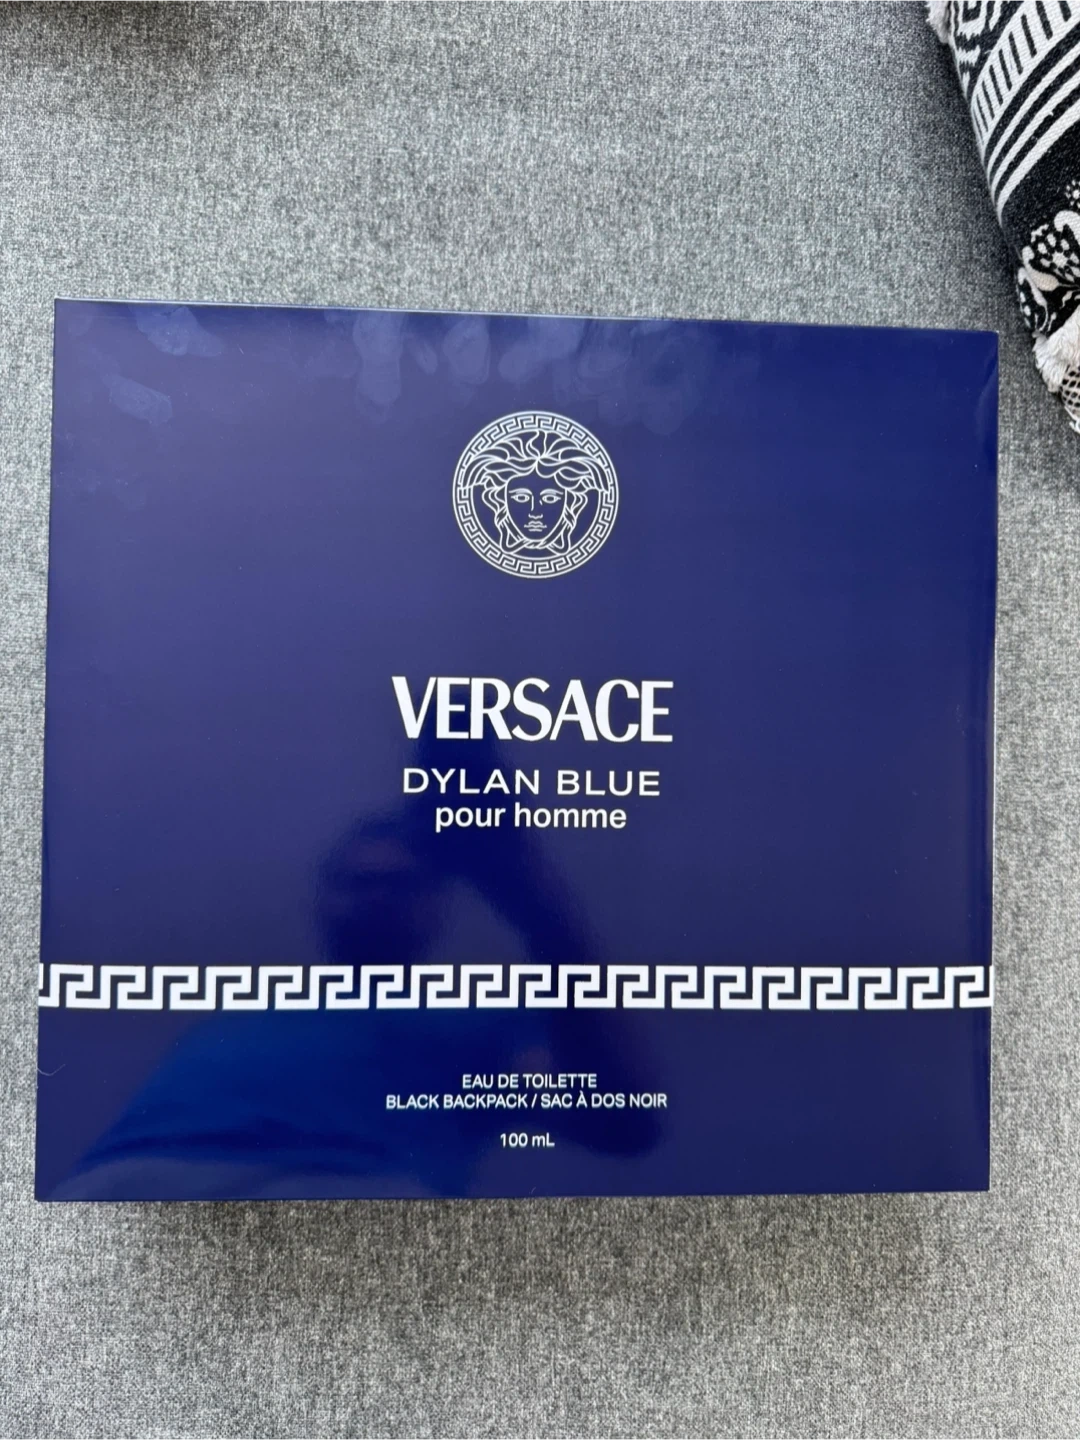 VERSACE
DYLAN BLUE
pour homme
EAU DE TOILETTE
BLACK BACKPACK / SAC À DOS NOIR
100 mL